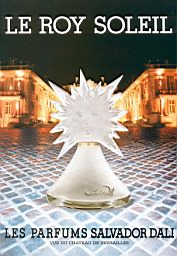 LE ROY SOLEIL
LES PARFUMS SALVADOR DALI
VUE DU CHATEAU DE VERSAILLES